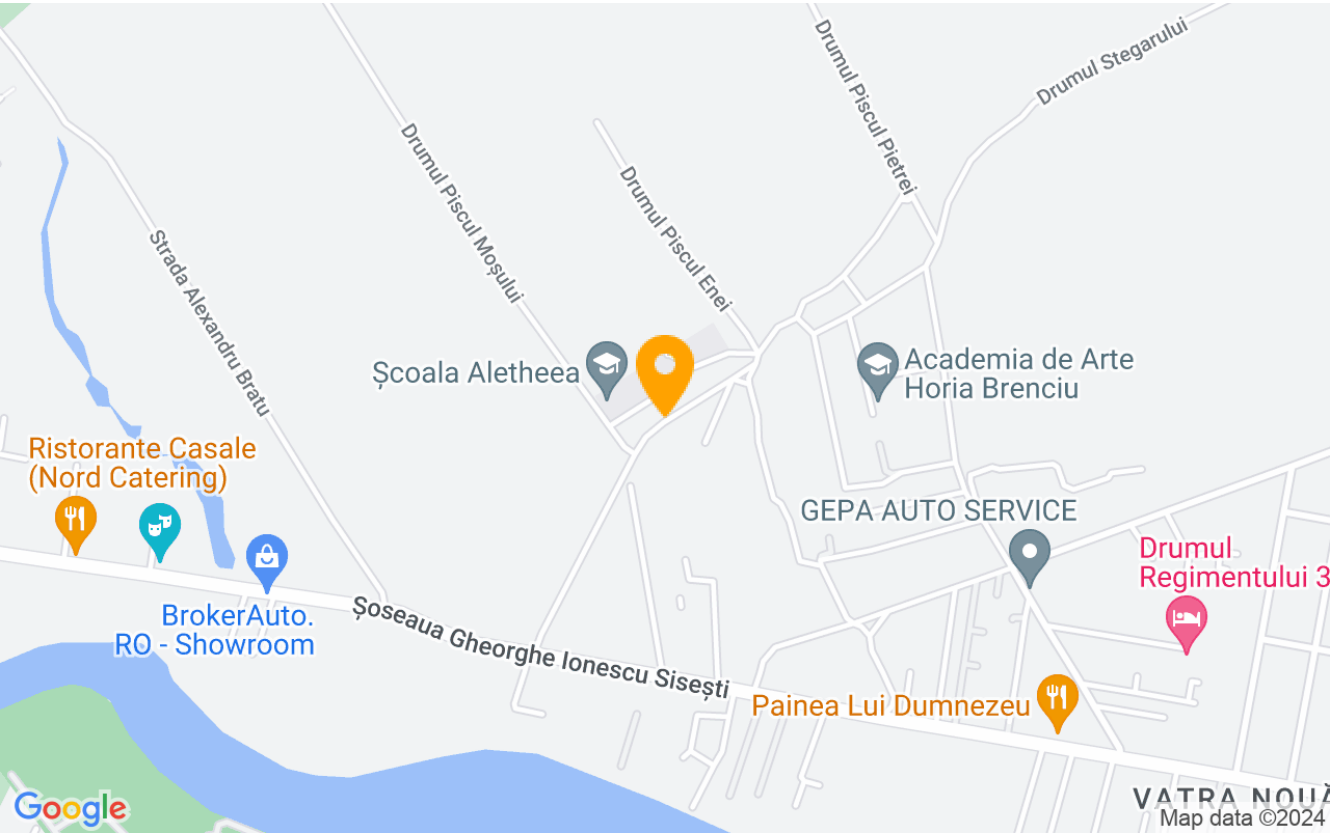 Drumul Piscul Pietrei
Drumul Stegarului
Drumul Piscul Moșului
Drumul Piscul Enei
Strada Alexandru Bratu
Școala Aletheea
Academia de Arte
Horia Brenciu
Ristorante Casale
(Nord Catering)
GEPA AUTO SERVICE
Drumul
Regimentului 3
BrokerAuto.
RO - Showroom
Șoseaua Gheorghe Ionescu Sisești
Painea Lui Dumnezeu
VATRA NOUĂ
Google
Map data ©2024